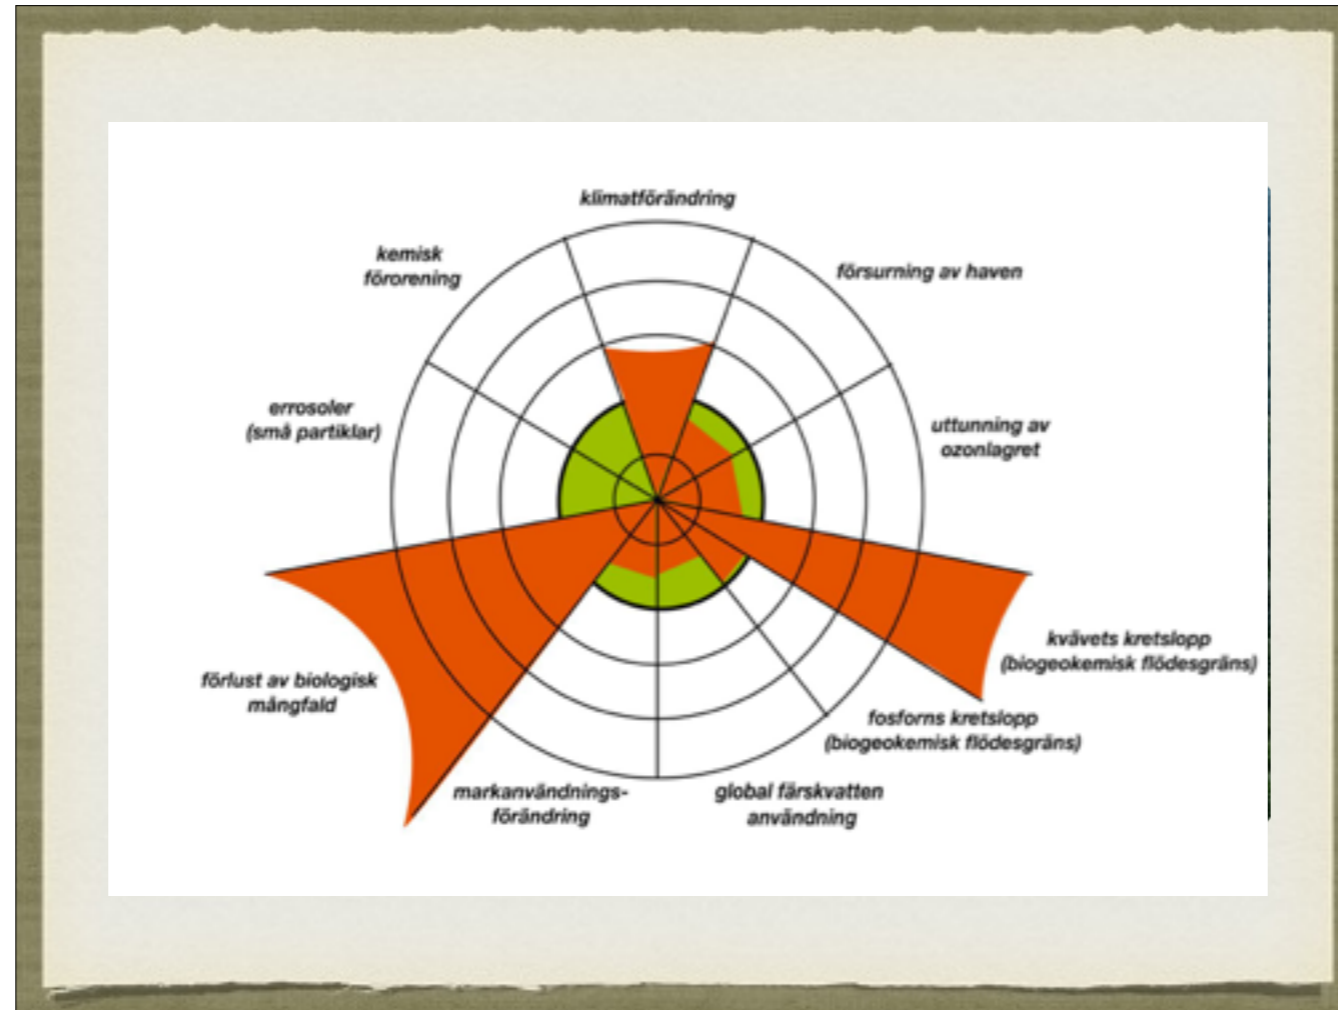 klimatförändring
kemisk
förorening
försurning av haven
errosoler
(små partiklar)
uttunning av
ozonlagret
kvävets kretslopp
(biogeokemisk flödesgräns)
förlust av biologisk
mångfald
fosforns kretslopp
(biogeokemisk flödesgräns)
markanvändnings-
förändring
global färskvatten
användning